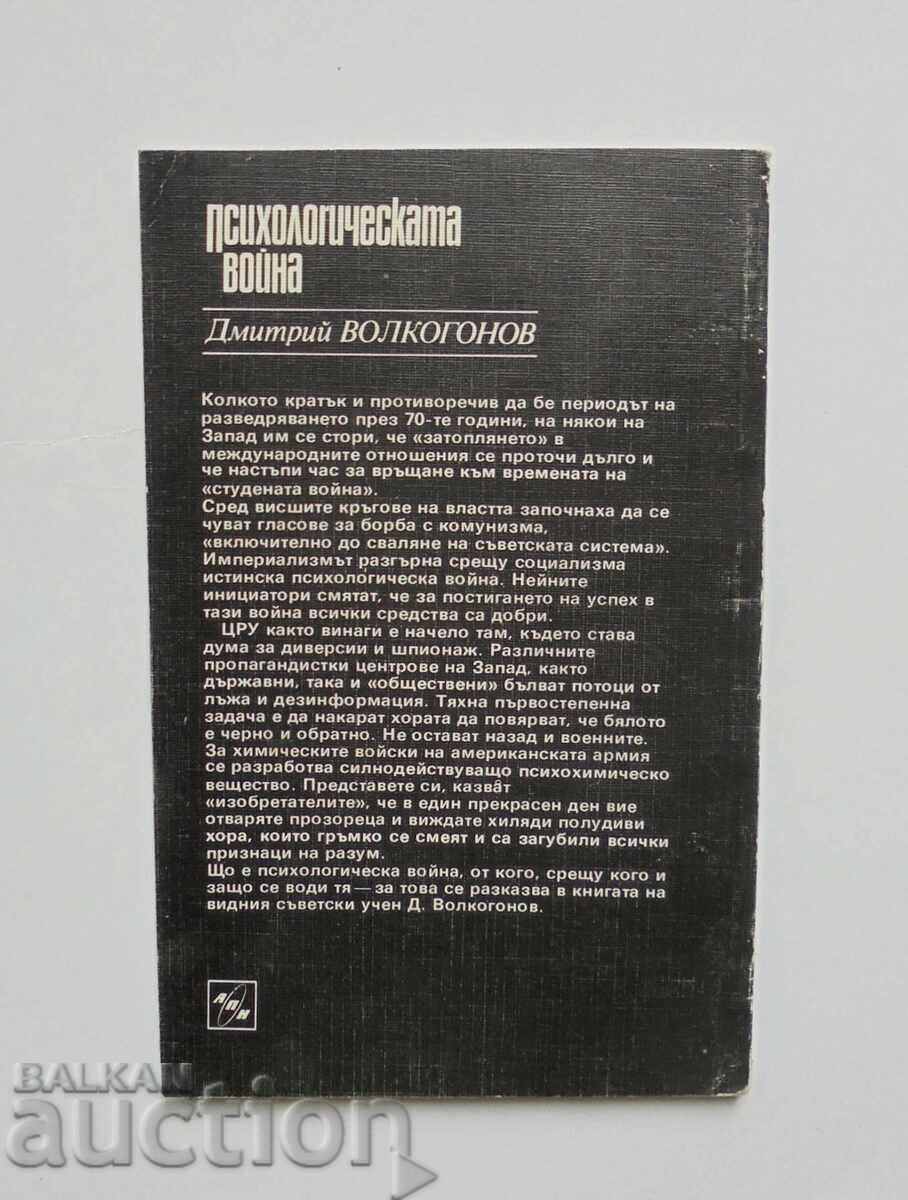 психологическата
война
Дмитрий ВОЛКОГОНОВ
Колкото кратък и противоречив да бе периодът на
разведряването през 70-те години, на някои на
Запад им се стори, че «затоплянето» в
международните отношения се проточи дълго и
че настъпи час за връщане към времената на
«студената война».
Сред висшите кръгове на властта започнаха да се
чуват гласове за борба с комунизма,
«включително до сваляне на съветската система».
Империализмът разгърна срещу социализма
истинска психологическа война. Нейните
инициатори смятат, че за постигането на успех в
тази война всички средства са добри.
ЦРУ както винаги е начело там, където става
дума за диверсии и шпионаж. Различните
пропагандистки центрове на Запад, както
държавни, така и «обществени» бълват потоци от
лъжа и дезинформация. Тяхна първостепенна
задача е да накарат хората да повярват, че бялото
е черно и обратно. Не остават назад и военните.
За химическите войски на американската армия
се разработва силнодействуващо психохимическо
вещество. Представете си, казват
«изобретателите», че в един прекрасен ден вие
отваряте прозореца и виждате хиляди полудиви
хора, които гръмко се смеят и са загубили всички
признаци на разум.
Що е психологическа война, от кого, срещу кого и
защо се води тя — за това се разказва в книгата на
видния съветски учен Д. Волкогонов.
АПН
BALKAN
auction